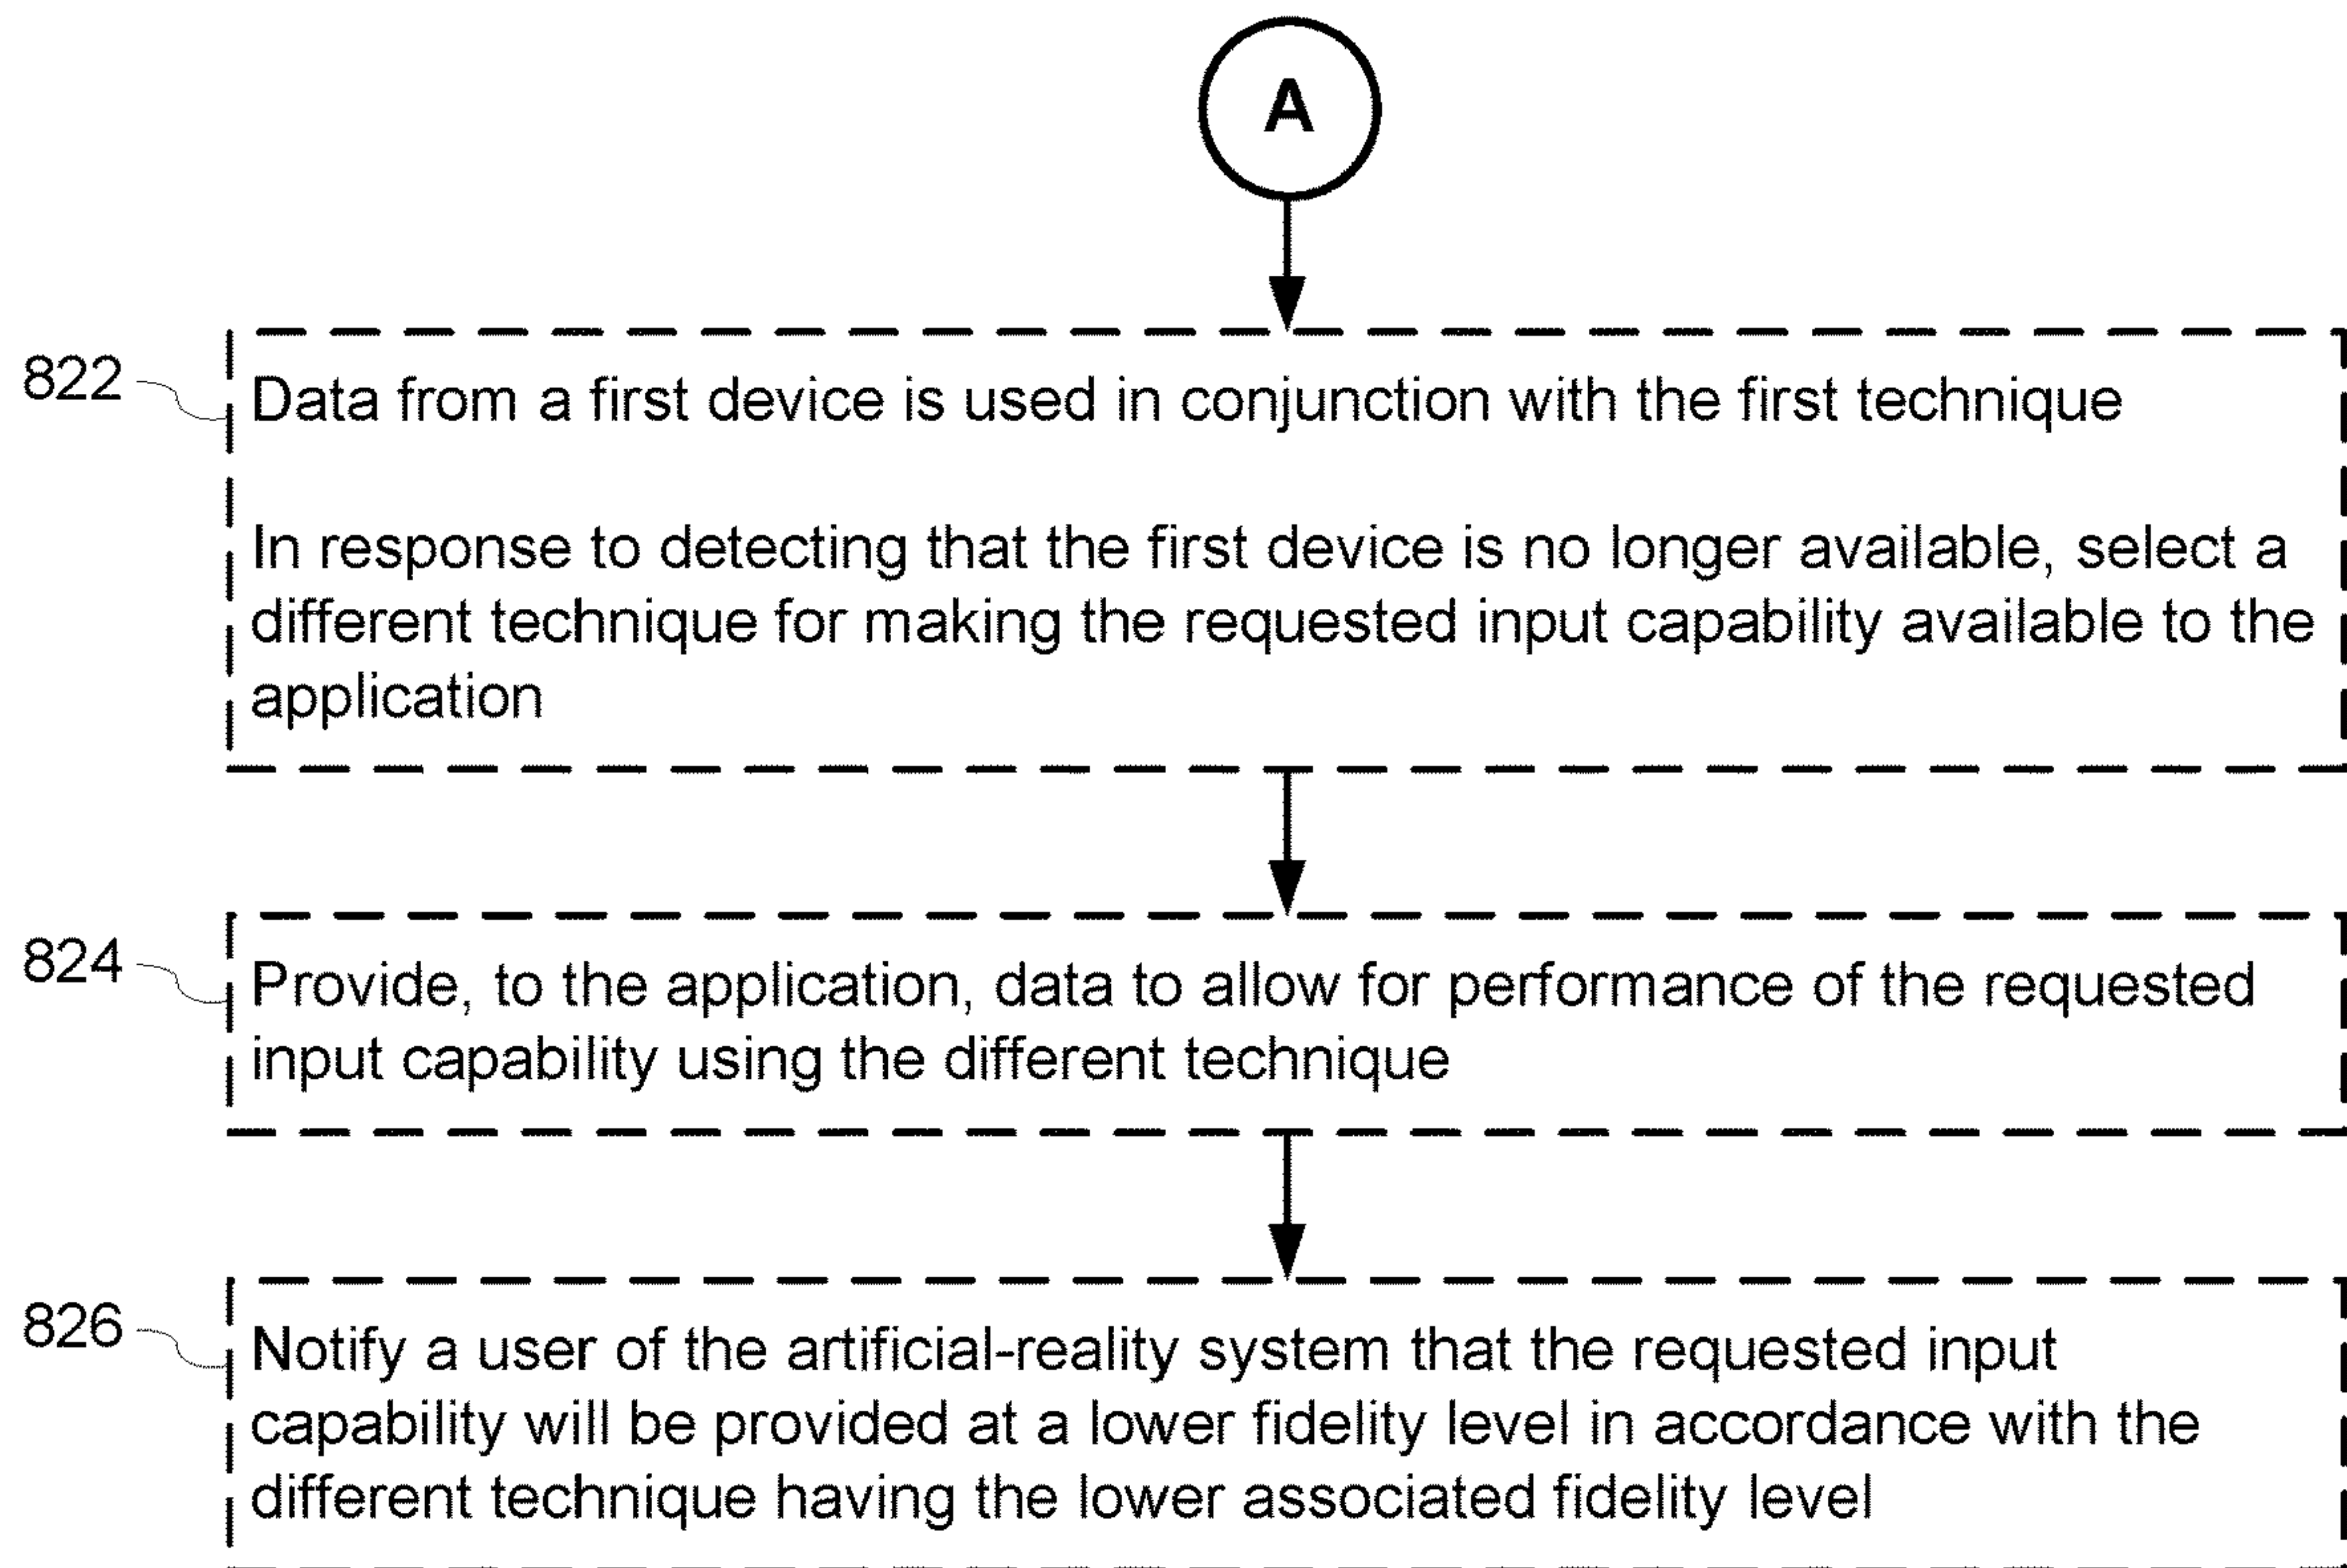 A
822
Data from a first device is used in conjunction with the first technique
In response to detecting that the first device is no longer available, select a
different technique for making the requested input capability available to the
application
824
Provide, to the application, data to allow for performance of the requested
input capability using the different technique
826
Notify a user of the artificial-reality system that the requested input
capability will be provided at a lower fidelity level in accordance with the
different technique having the lower associated fidelity level